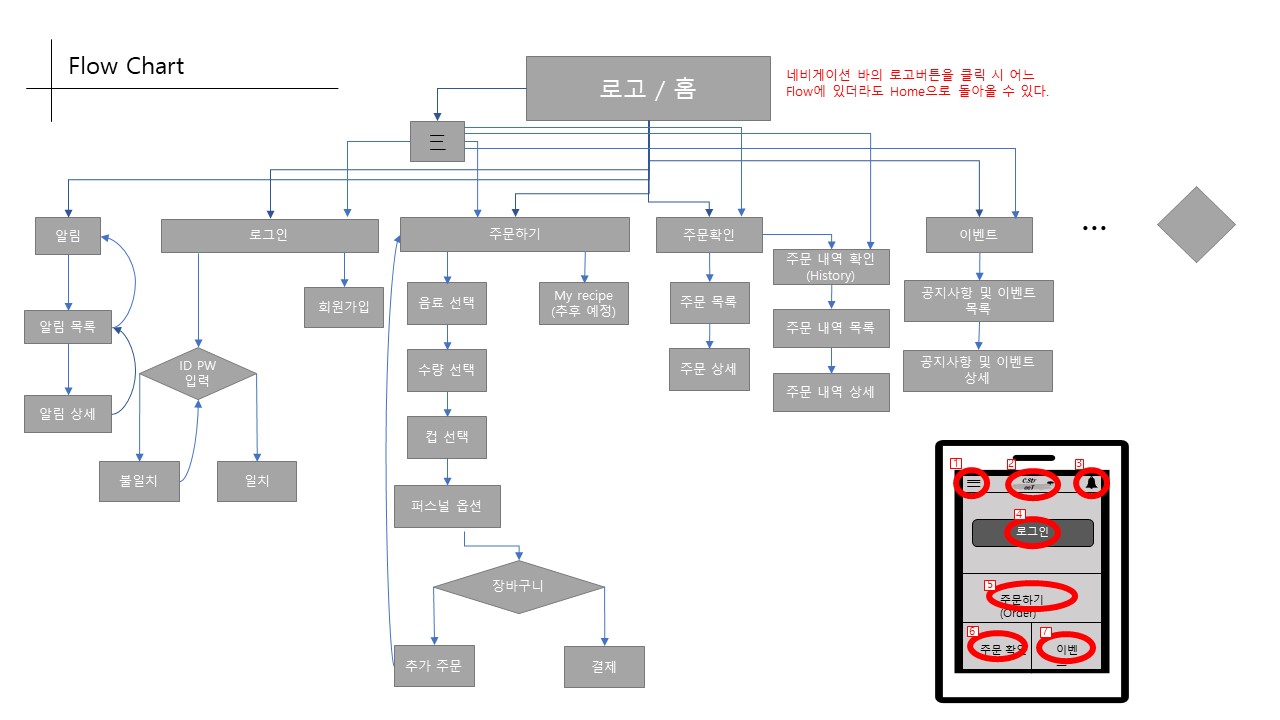 Flow Chart
로고 / 홈
네비게이션 바의 로고버튼을 클릭 시 어느
Flow에 있더라도 Home으로 돌아올 수 있다.
알림
로그인
주문하기
주문확인
주문 내역 확인
(History)
이벤트
...
알림 목록
회원가입
음료 선택
My recipe
(추후 예정)
주문 목록
주문 내역 목록
공지사항 및 이벤트
목록
ID PW
입력
수량 선택
주문 상세
주문 내역 상세
공지사항 및 이벤트
상세
알림 상세
컵 선택
불일치
일치
퍼스널 옵션
장바구니
추가 주문
결제
1
2
3
C.Str
eeT
4
로그인
5
주문하기
(Order)
6
주문 확인
7
이벤